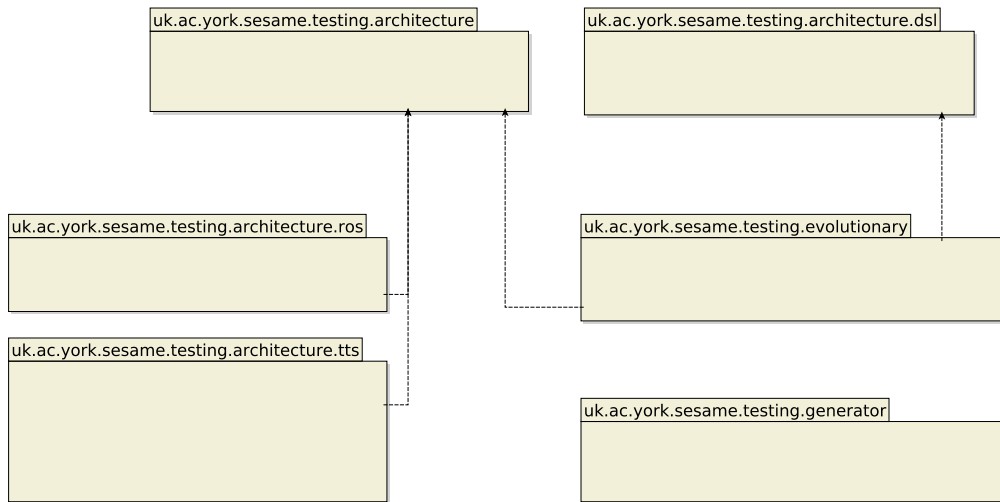 uk.ac.york.sesame.testing.architecture
uk.ac.york.sesame.testing.architecture.dsl
uk.ac.york.sesame.testing.architecture.ros
uk.ac.york.sesame.testing.evolutionary
uk.ac.york.sesame.testing.architecture.tts
uk.ac.york.sesame.testing.generator